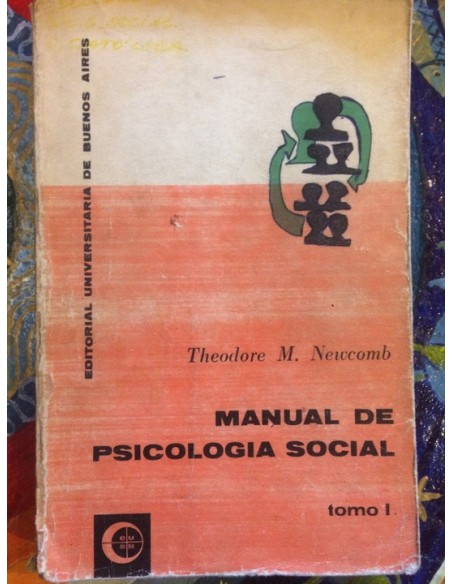 EDITORIAL UNIVERSITARIA DE BUENOS AIRES
Theodore M. Newcomb
MANUAL DE
PSICOLOGIA SOCIAL
tomo I